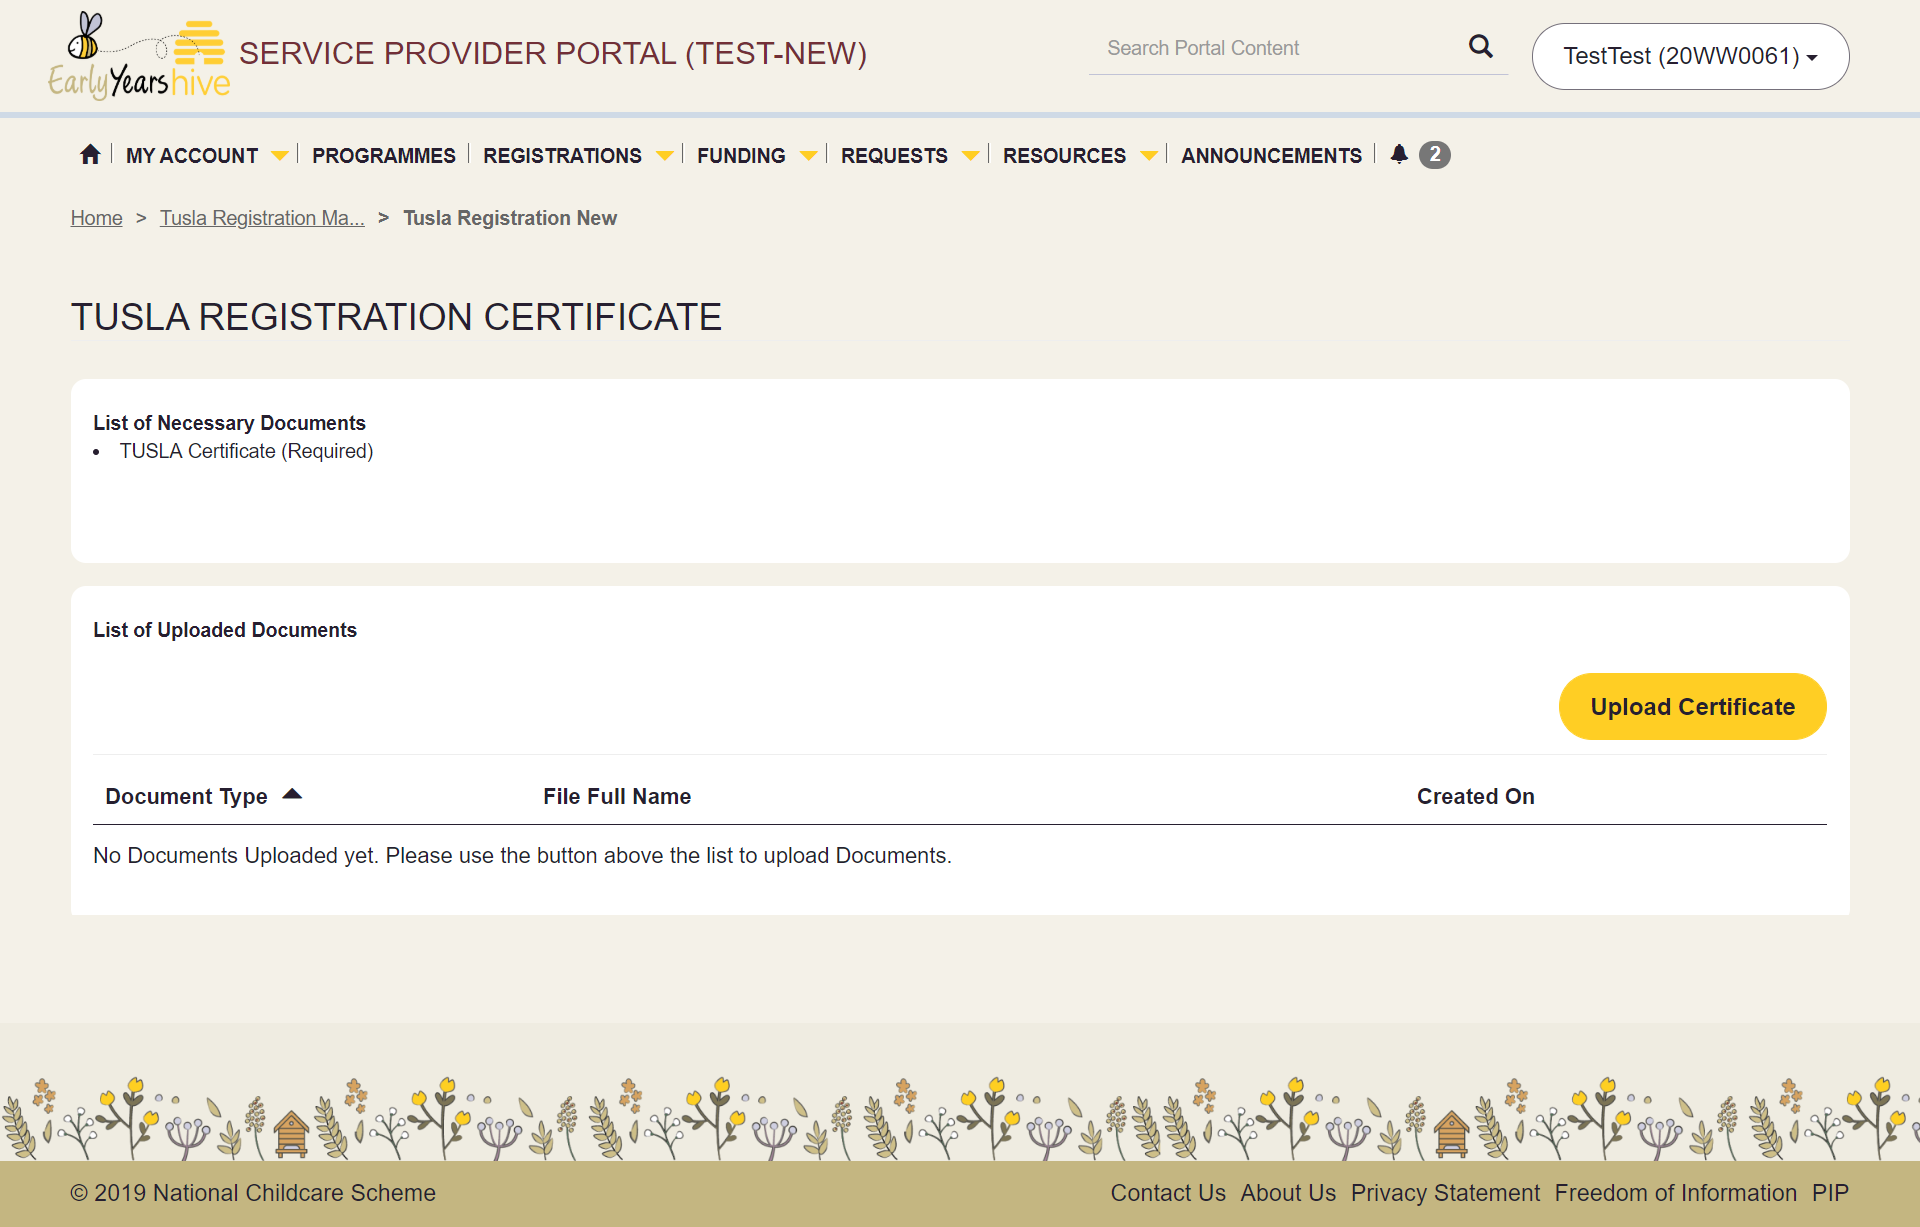 Early Years hive
SERVICE PROVIDER PORTAL (TEST-NEW)
Search Portal Content
TestTest (20WW0061)
MY ACCOUNT PROGRAMMES REGISTRATIONS FUNDING REQUESTS RESOURCES ANNOUNCEMENTS 2
Home > Tusla Registration Ma... > Tusla Registration New
TUSLA REGISTRATION CERTIFICATE
List of Necessary Documents
• TUSLA Certificate (Required)
List of Uploaded Documents
Upload Certificate
Document Type File Full Name Created On
No Documents Uploaded yet. Please use the button above the list to upload Documents.
© 2019 National Childcare Scheme
Contact Us About Us Privacy Statement Freedom of Information PIP